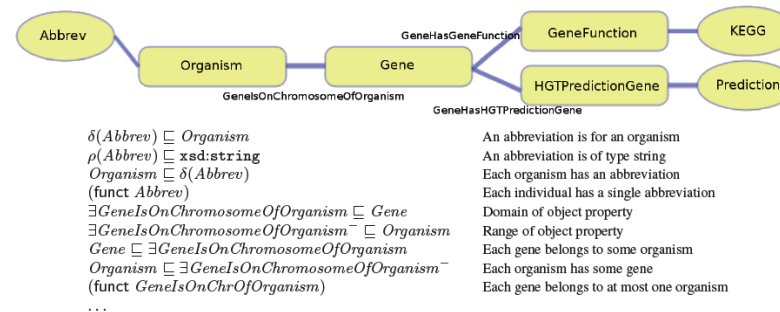 Abbrev
Organism
Gene
GeneFunction
KEGG
HGTPredictionGene
Prediction
GeneHasGeneFunction
GeneIsOnChromosomeOfOrganism
GeneHasHGTPredictionGene
δ(Abbrev) ⊑ Organism An abbreviation is for an organism
ρ(Abbrev) ⊑ xsd:string An abbreviation is of type string
Organism ⊑ δ(Abbrev) Each organism has an abbreviation
(funct Abbrev) Each individual has a single abbreviation
∃GeneIsOnChromosomeOfOrganism ⊑ Gene Domain of object property
∃GeneIsOnChromosomeOfOrganism⁻ ⊑ Organism Range of object property
Gene ⊑ ∃GeneIsOnChromosomeOfOrganism Each gene belongs to some organism
Organism ⊑ ∃GeneIsOnChromosomeOfOrganism⁻ Each organism has some gene
(funct GeneIsOnChrOfOrganism) Each gene belongs to at most one organism
...